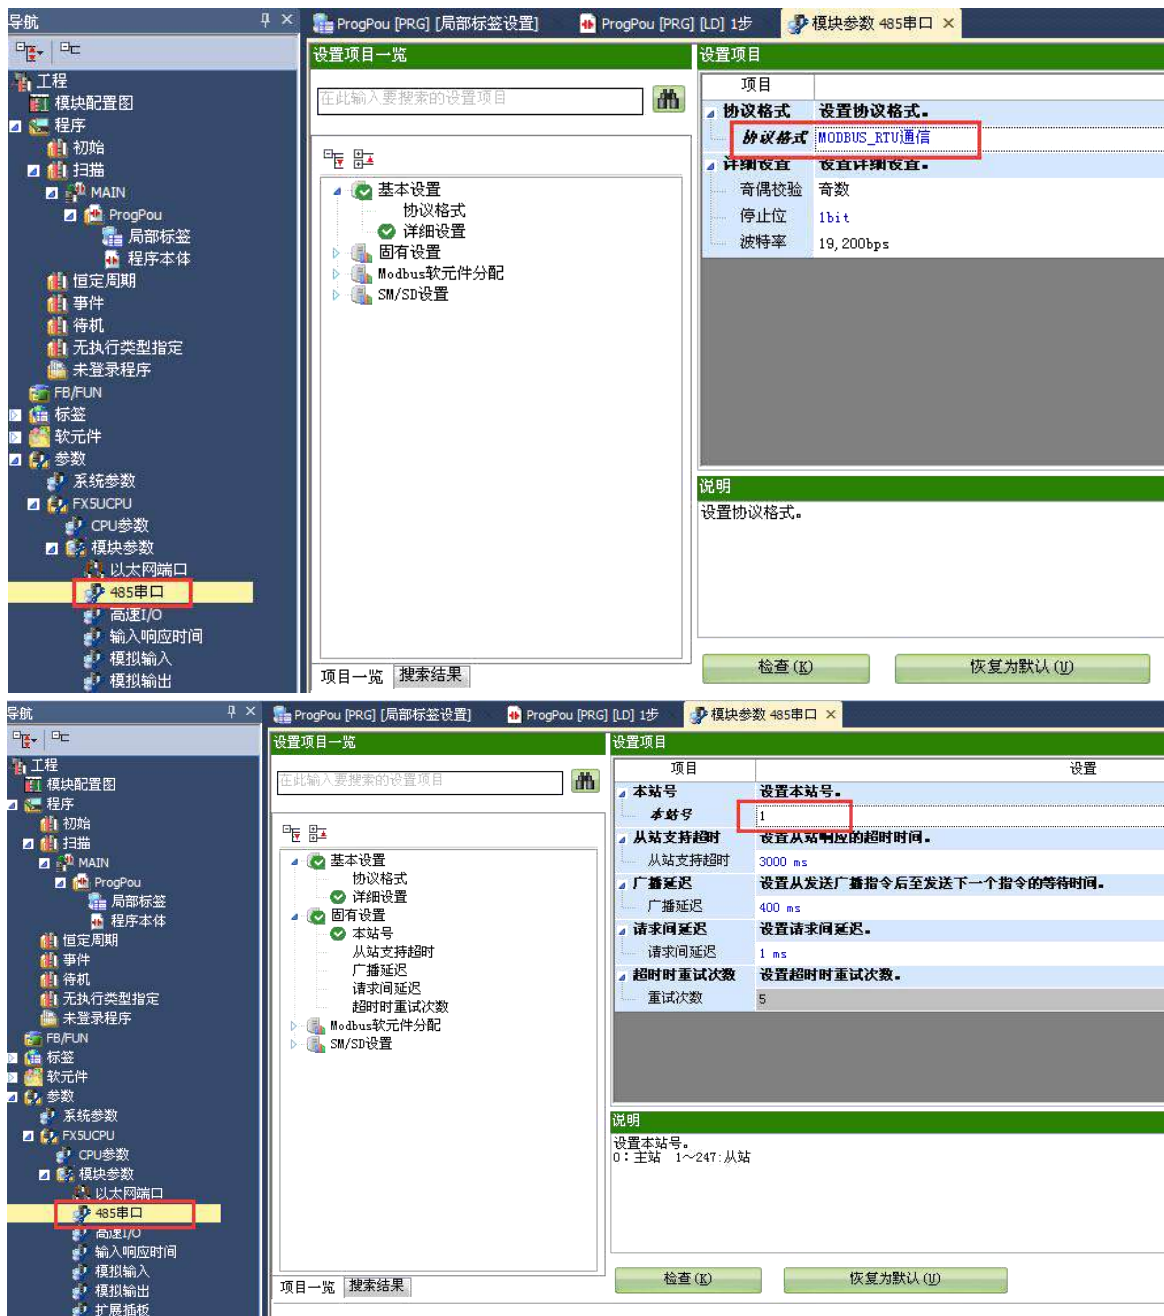 导航
ProgPou [PRG] [局部标签设置]
ProgPou [PRG] [LD] 1步
模块参数 485串口
工程
模块配置图
程序
初始
扫描
MAIN
ProgPou
局部标签
程序本体
恒定周期
事件
待机
无执行类型指定
未登录程序
FB/FUN
标签
软元件
参数
系统参数
FX5UCPU
CPU参数
模块参数
以太网端口
485串口
高速I/O
输入响应时间
模拟输入
模拟输出
设置项目一览
在此输入要搜索的设置项目
基本设置
协议格式
详细设置
固有设置
Modbus软元件分配
SM/SD设置
项目一览 搜索结果
设置项目
项目
协议格式 设置协议格式。
协议格式 MODBUS_RTU通信
详细设置 设置详细设置。
奇偶校验 奇数
停止位 1bit
波特率 19,200bps
说明
设置协议格式。
检查(K) 恢复为默认(U)
导航
ProgPou [PRG] [局部标签设置]
ProgPou [PRG] [LD] 1步
模块参数 485串口
工程
模块配置图
程序
初始
扫描
MAIN
ProgPou
局部标签
程序本体
恒定周期
事件
待机
无执行类型指定
未登录程序
FB/FUN
标签
软元件
参数
系统参数
FX5UCPU
CPU参数
模块参数
以太网端口
485串口
高速I/O
输入响应时间
模拟输入
模拟输出
扩展插板
设置项目一览
在此输入要搜索的设置项目
基本设置
协议格式
详细设置
固有设置
本站号
从站支持超时
广播延迟
请求间延迟
超时时重试次数
Modbus软元件分配
SM/SD设置
项目一览 搜索结果
设置项目
项目 设置
本站号 设置本站号。
本站号 1
从站支持超时 设置从站响应的超时时间。
从站支持超时 3000 ms
广播延迟 设置从发送广播指令后至发送下一个指令的等待时间。
广播延迟 400 ms
请求间延迟 设置请求间延迟。
请求间延迟 1 ms
超时时重试次数 设置超时时重试次数。
重试次数 5
说明
设置本站号。
0：主站 1～247:从站
检查(K) 恢复为默认(U)